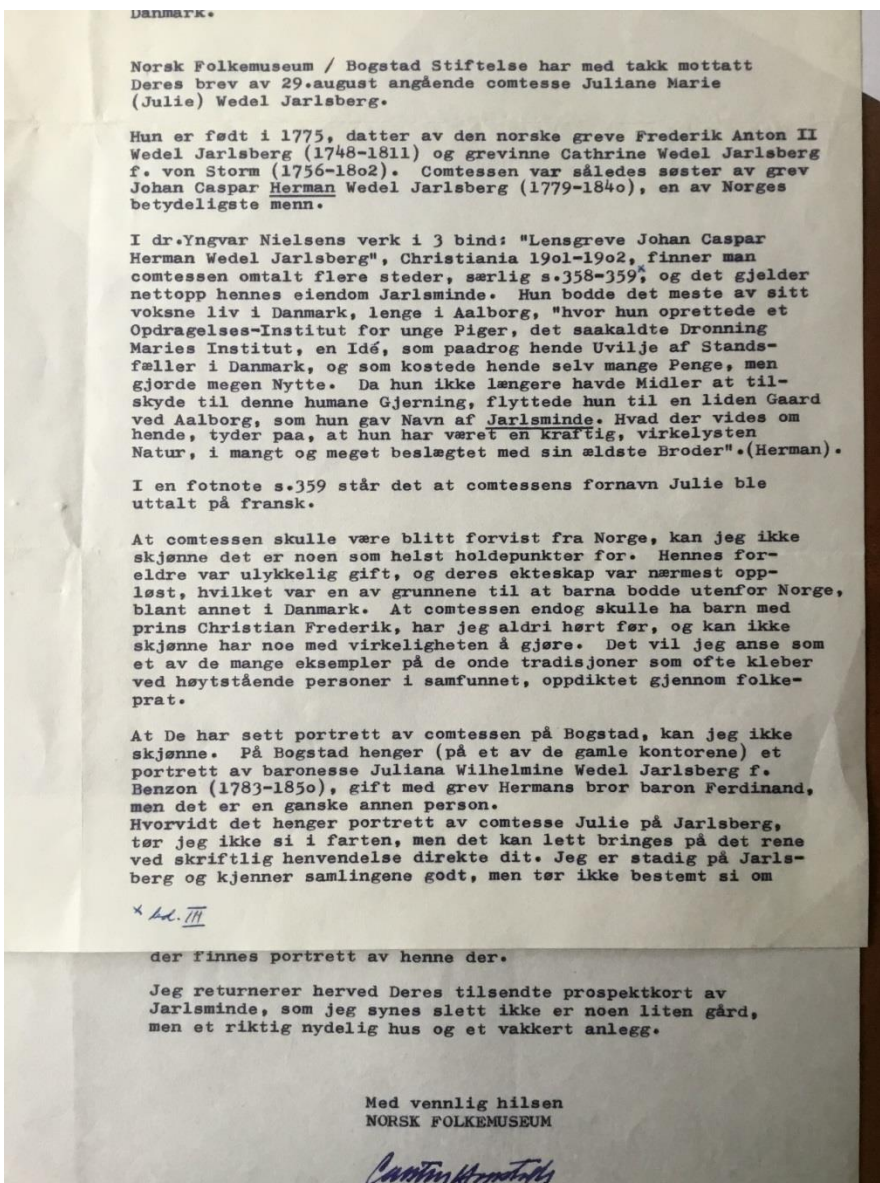 Danmark.
Norsk Folkemuseum / Bogstad Stiftelse har med takk mottatt
Deres brev av 29.august angående comtesse Juliane Marie
(Julie) Wedel Jarlsberg.
Hun er født i 1775, datter av den norske greve Frederik Anton II
Wedel Jarlsberg (1748-1811) og grevinne Cathrine Wedel Jarlsberg
f. von Storm (1756-18o2). Comtessen var således søster av grev
Johan Caspar Herman Wedel Jarlsberg (1779-184o), en av Norges
betydeligste menn.
I dr.Yngvar Nielsens verk i 3 bind: "Lensgreve Johan Caspar
Herman Wedel Jarlsberg", Christiania 19o1-19o2, finner man
comtessen omtalt flere steder, særlig s.358-359,x og det gjelder
nettopp hennes eiendom Jarlsminde. Hun bodde det meste av sitt
voksne liv i Danmark, lenge i Aalborg, "hvor hun oprettede et
Opdragelses-Institut for unge Piger, det saakaldte Dronning
Maries Institut, en Idé, som paadrog hende Uvilje af Stands-
fæller i Danmark, og som kostede hende selv mange Penge, men
gjorde megen Nytte. Da hun ikke længere havde Midler at til-
skyde til denne humane Gjerning, flyttede hun til en liden Gaard
ved Aalborg, som hun gav Navn af Jarlsminde. Hvad der vides om
hende, tyder paa, at hun har været en kraftig, virkelysten
Natur, i mangt og meget beslægtet med sin ældste Broder".(Herman).
I en fotnote s.359 står det at comtessens fornavn Julie ble
uttalt på fransk.
At comtessen skulle være blitt forvist fra Norge, kan jeg ikke
skjønne det er noen som helst holdepunkter for. Hennes for-
eldre var ulykkelig gift, og deres ekteskap var nærmest opp-
løst, hvilket var en av grunnene til at barna bodde utenfor Norge,
blant annet i Danmark. At comtessen endog skulle ha barn med
prins Christian Frederik, har jeg aldri hørt før, og kan ikke
skjønne har noe med virkeligheten å gjøre. Det vil jeg anse som
et av de mange eksempler på de onde tradisjoner som ofte kleber
ved høytstående personer i samfunnet, oppdiktet gjennom folke-
prat.
At De har sett portrett av comtessen på Bogstad, kan jeg ikke
skjønne. På Bogstad henger (på et av de gamle kontorene) et
portrett av baronesse Juliana Wilhelmine Wedel Jarlsberg f.
Benzon (1783-185o), gift med grev Hermans bror baron Ferdinand,
men det er en ganske annen person.
Hvorvidt det henger portrett av comtesse Julie på Jarlsberg,
tør jeg ikke si i farten, men det kan lett bringes på det rene
ved skriftlig henvendelse direkte dit. Jeg er stadig på Jarls-
berg og kjenner samlingene godt, men tør ikke bestemt si om
x bd. III
der finnes portrett av henne der.
Jeg returnerer herved Deres tilsendte prospektkort av
Jarlsminde, som jeg synes slett ikke er noen liten gård,
men et riktig nydelig hus og et vakkert anlegg.
Med vennlig hilsen
NORSK FOLKEMUSEUM